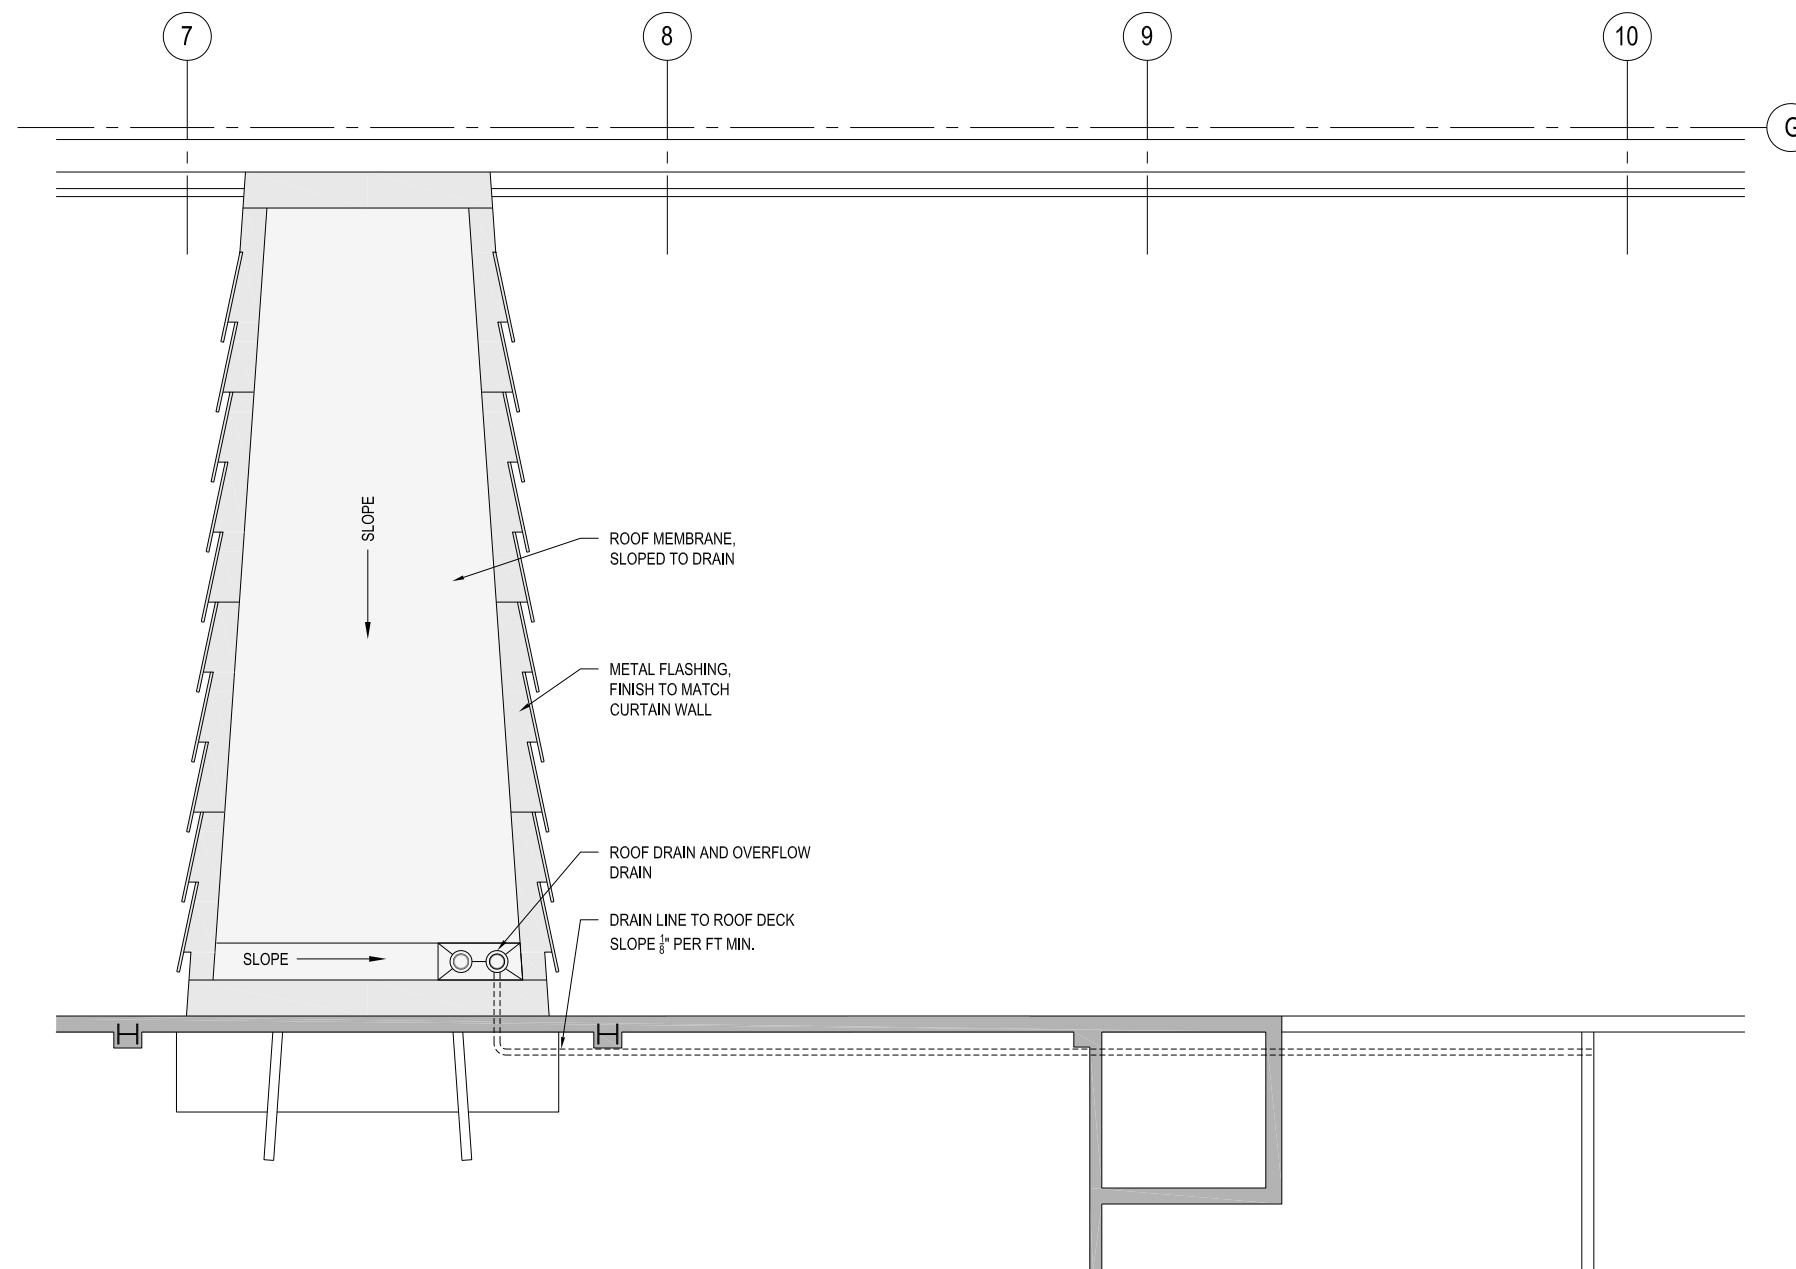 7
8
9
10
G
SLOPE
ROOF MEMBRANE,
SLOPED TO DRAIN
METAL FLASHING,
FINISH TO MATCH
CURTAIN WALL
ROOF DRAIN AND OVERFLOW
DRAIN
DRAIN LINE TO ROOF DECK
SLOPE 1/8" PER FT MIN.
SLOPE